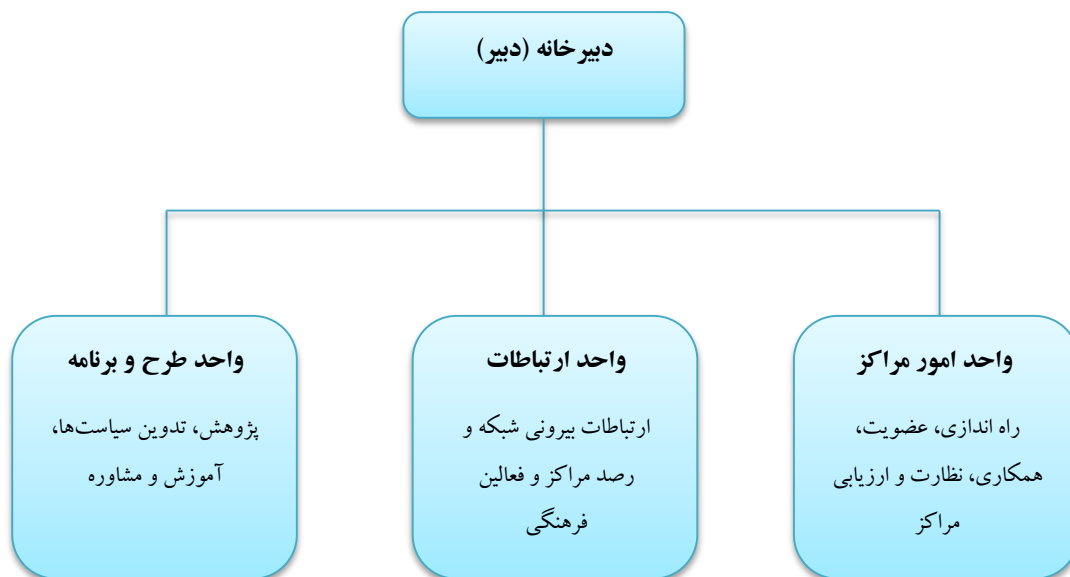 دبیرخانه (دبیر)
واحد امور مراکز
راه اندازی، عضویت،
همکاری، نظارت و ارزیابی
مراکز
واحد ارتباطات
ارتباطات بیرونی شبکه و
رصد مراکز و فعالین
فرهنگی
واحد طرح و برنامه
پژوهش، تدوین سیاست‌ها،
آموزش و مشاوره